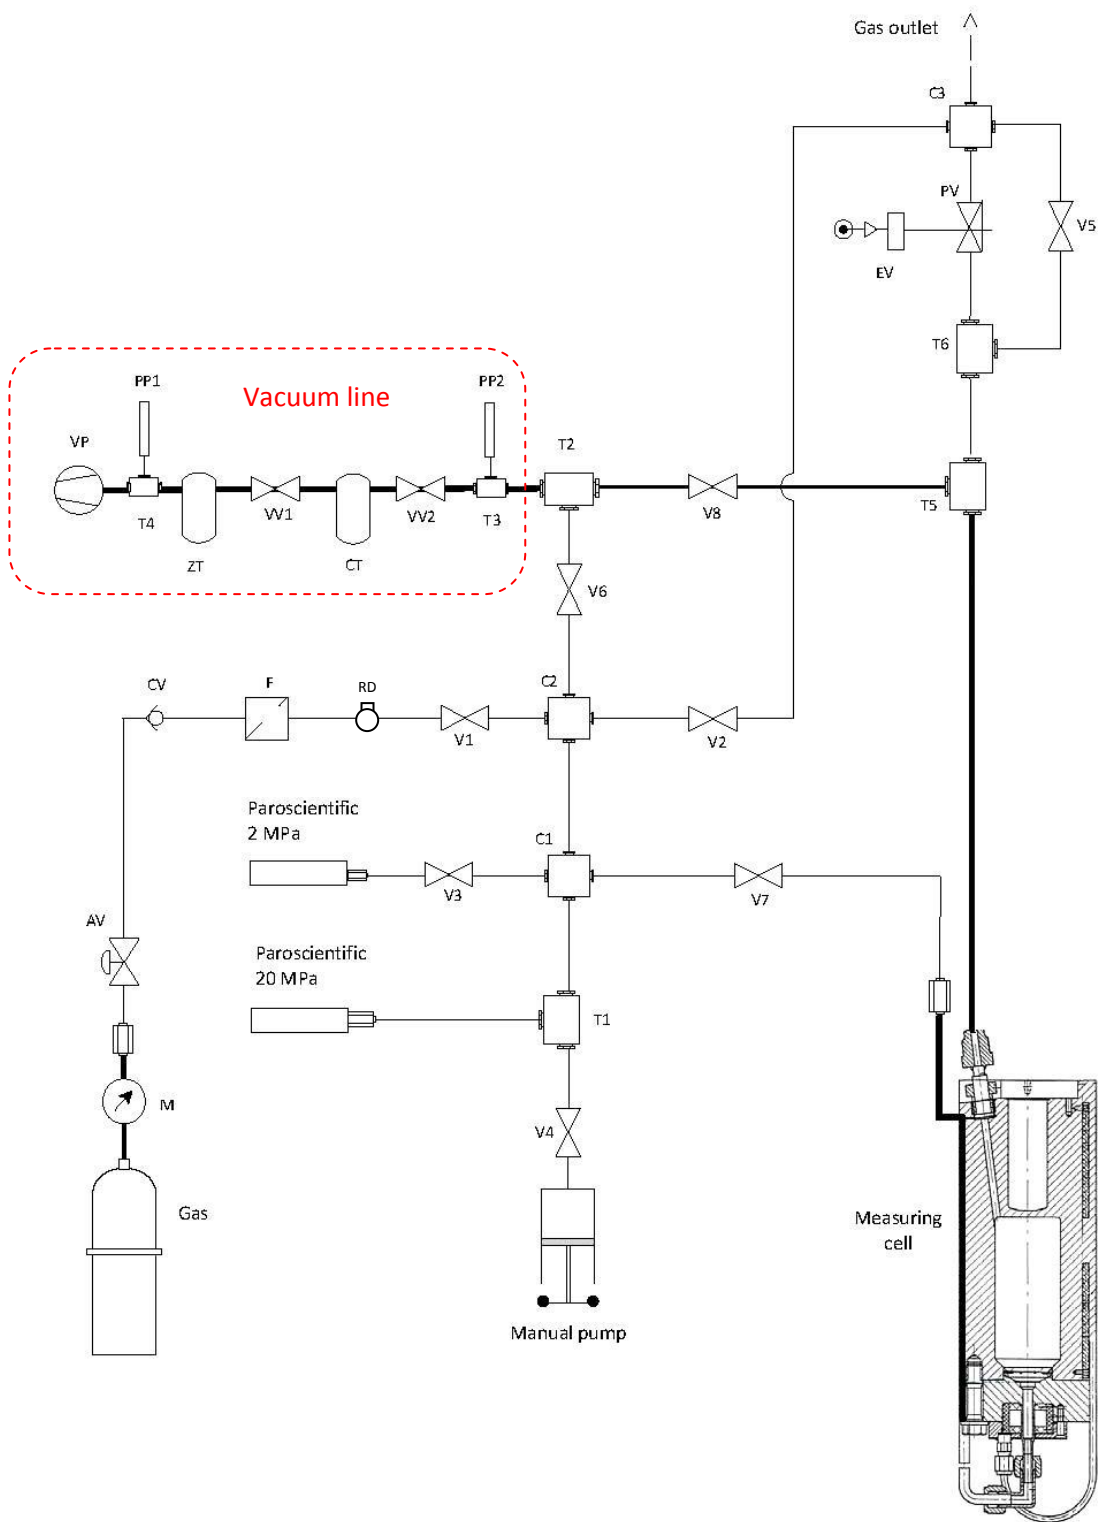 Gas outlet
C3
PV
V5
EV
T6
Vacuum line
PP1
PP2
VP
T2
T4
VV1
VV2
T3
V8
T5
ZT
CT
V6
CV
F
RD
C2
V1
V2
Paroscientific
2 MPa
C1
V3
V7
AV
Paroscientific
20 MPa
T1
M
V4
Gas
Measuring
cell
Manual pump